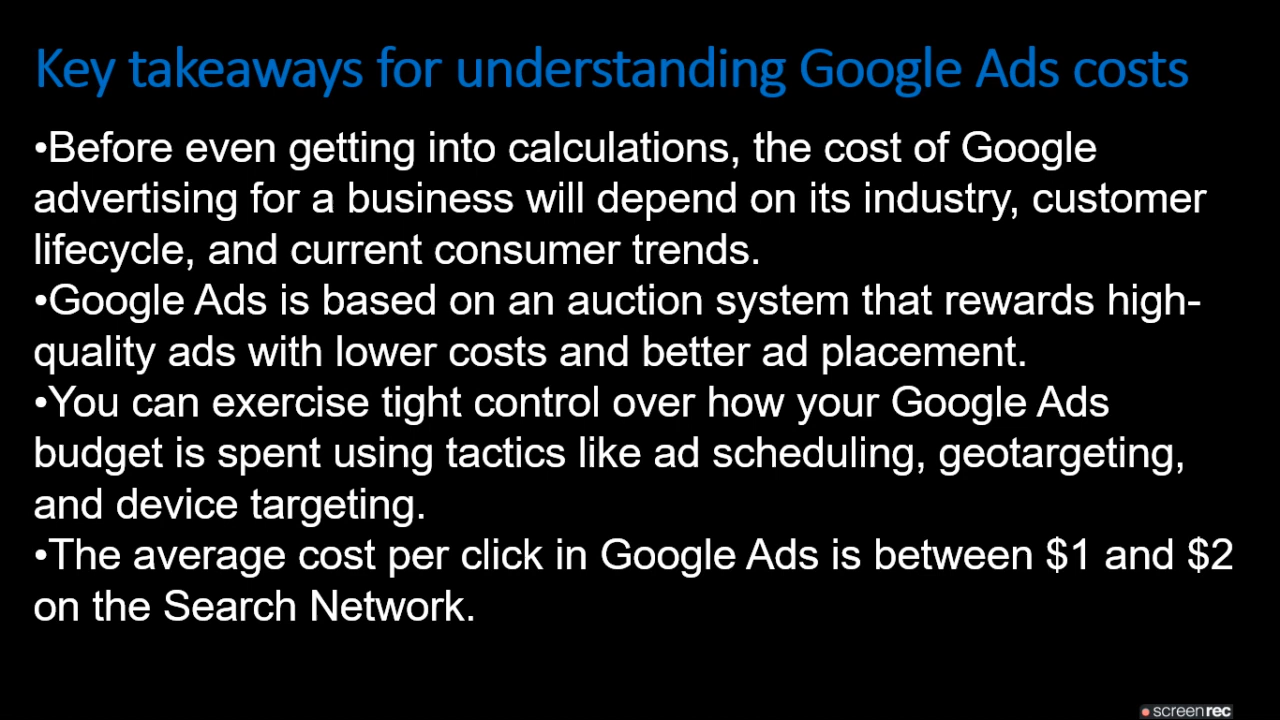 Key takeaways for understanding Google Ads costs
•Before even getting into calculations, the cost of Google
advertising for a business will depend on its industry, customer
lifecycle, and current consumer trends.
•Google Ads is based on an auction system that rewards high-
quality ads with lower costs and better ad placement.
•You can exercise tight control over how your Google Ads
budget is spent using tactics like ad scheduling, geotargeting,
and device targeting.
•The average cost per click in Google Ads is between $1 and $2
on the Search Network.
screenrec